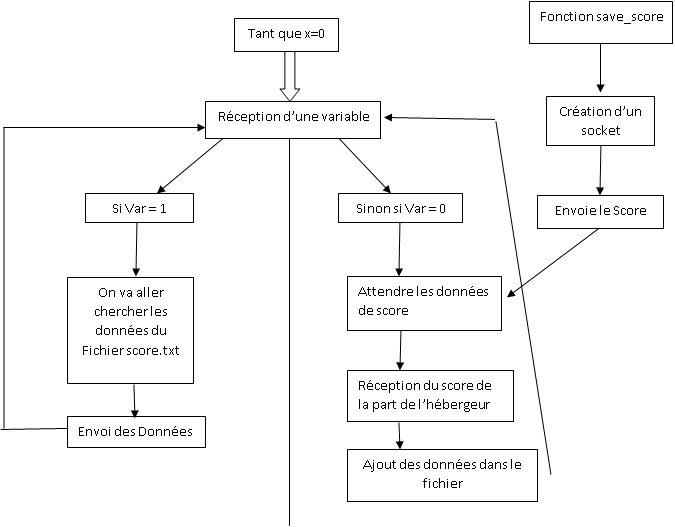 Fonction save_score
Tant que x=0
Réception d'une variable
Création d'un
socket
Si Var = 1
Sinon si Var = 0
Envoie le Score
On va aller
chercher les
données du
Fichier score.txt
Attendre les données
de score
Réception du score de
la part de l'hébergeur
Envoi des Données
Ajout des données dans le
fichier